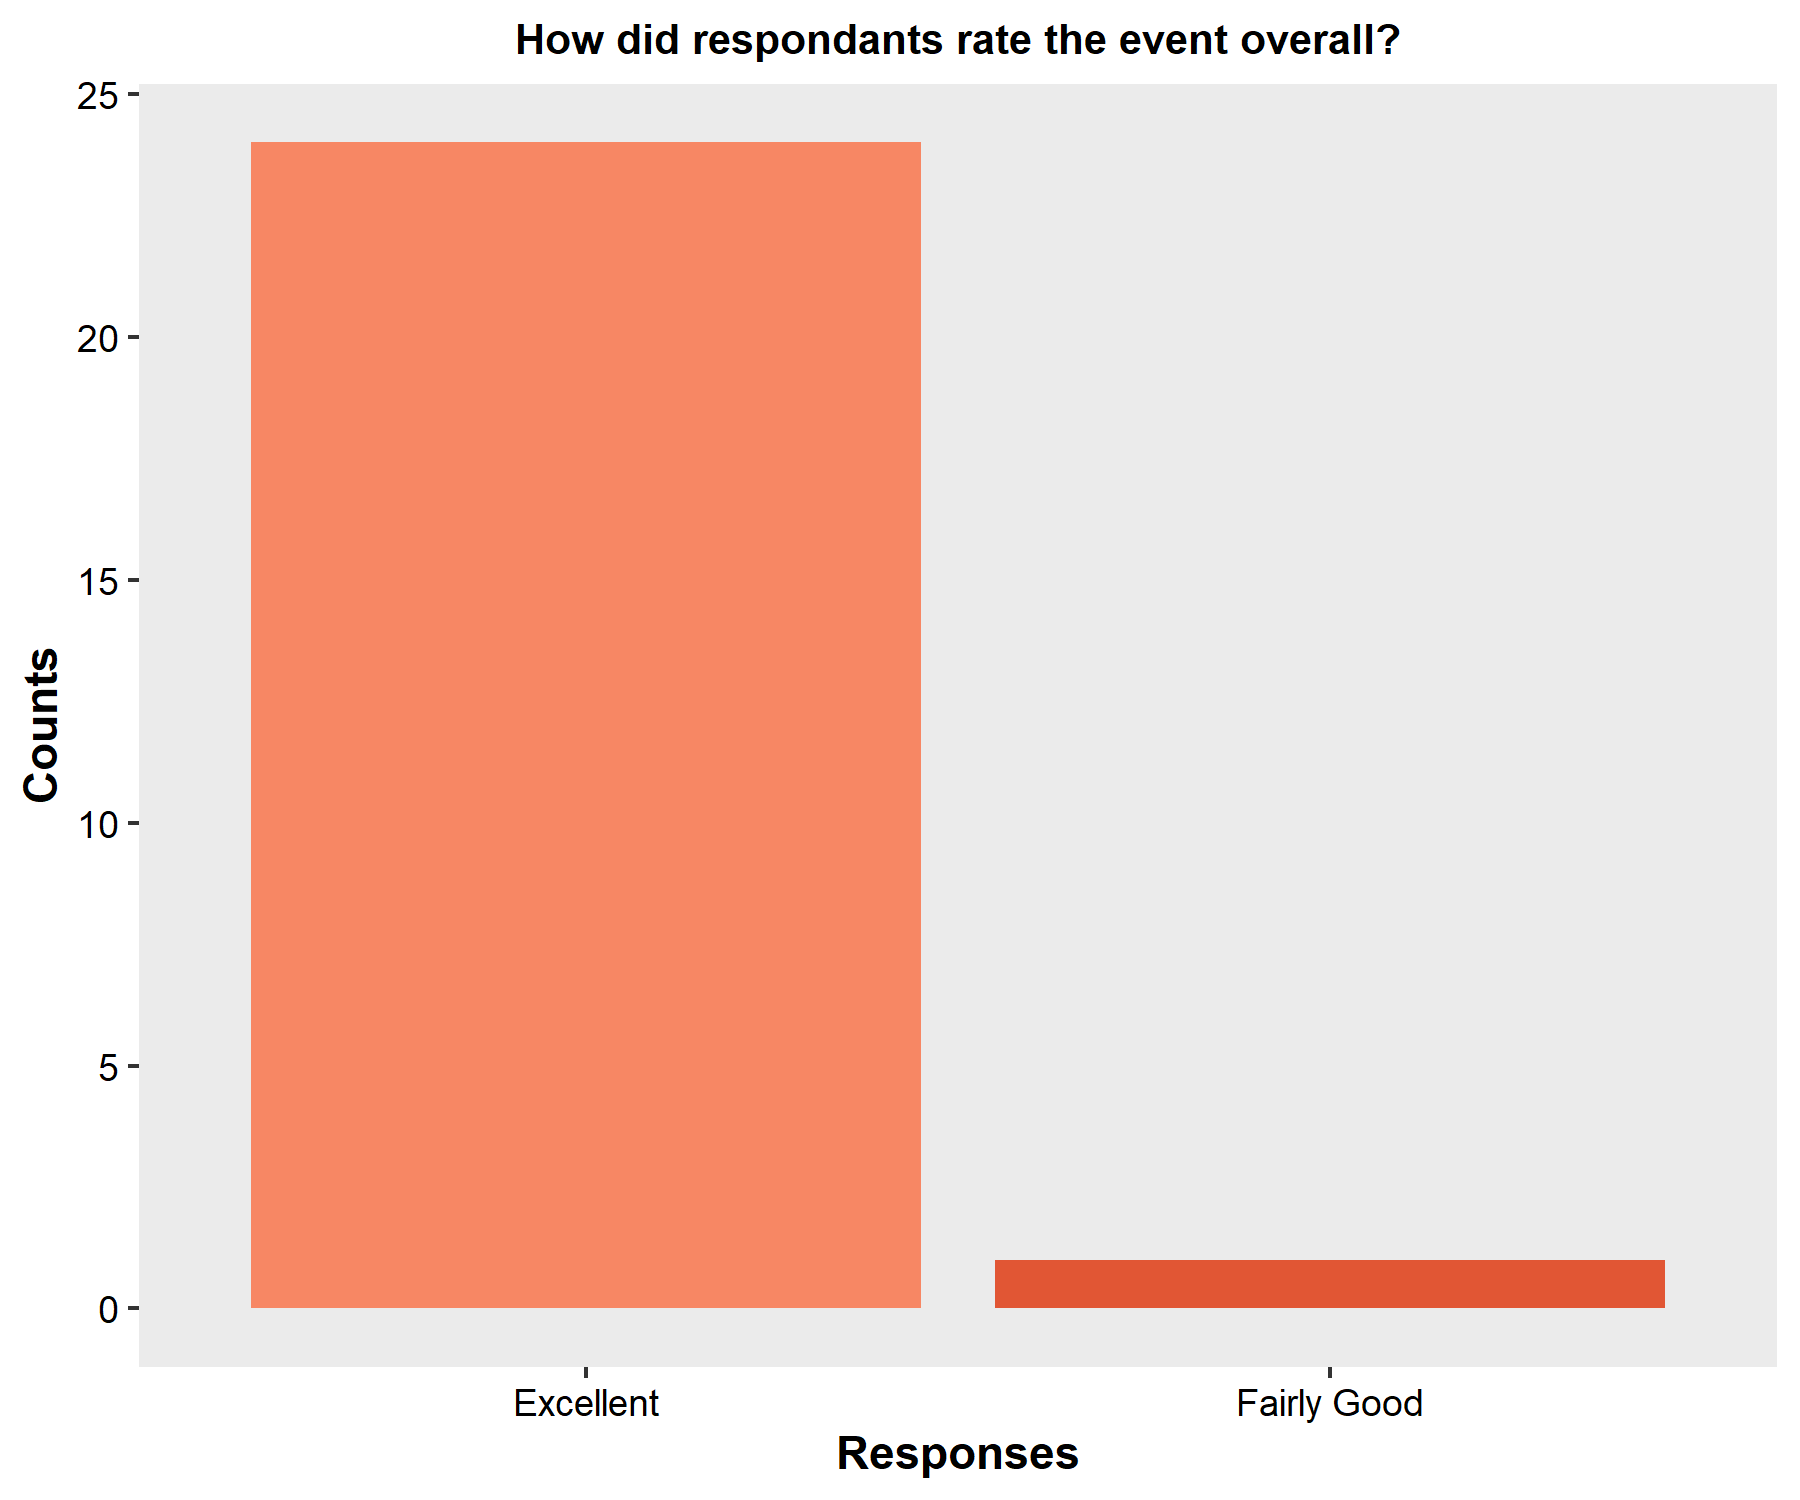 How did respondants rate the event overall?
25
20
15
10
5
0
Counts
Excellent
Fairly Good
Responses